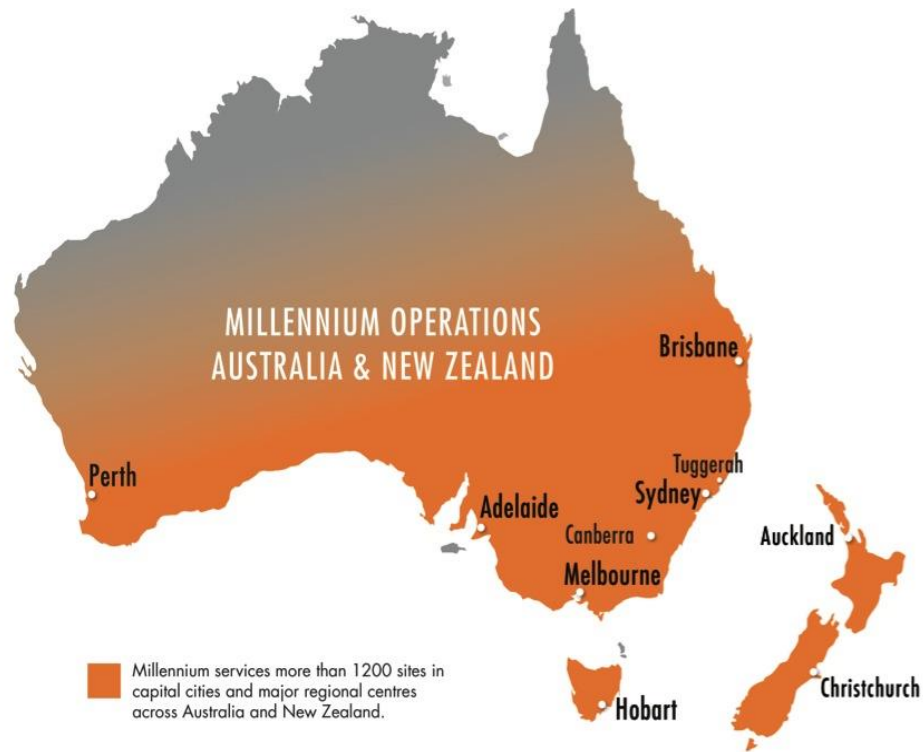 MILLENNIUM OPERATIONS
AUSTRALIA & NEW ZEALAND
Brisbane
Tuggerah
Perth
Sydney
Adelaide
Canberra
Auckland
Melbourne
Millennium services more than 1200 sites in
capital cities and major regional centres
across Australia and New Zealand.
Christchurch
Hobart